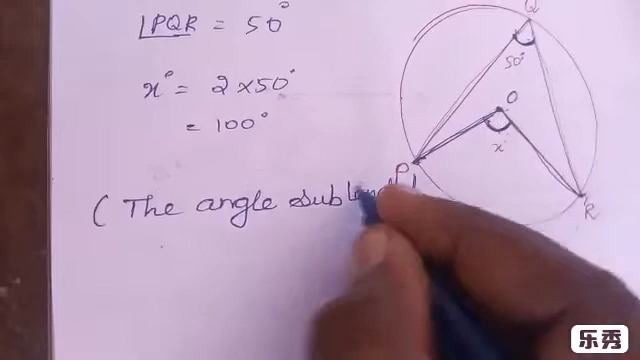 ∠PQR = 50°
x° = 2 × 50°
= 100°
(The angle
Q
50°
O
x
P
R
乐秀